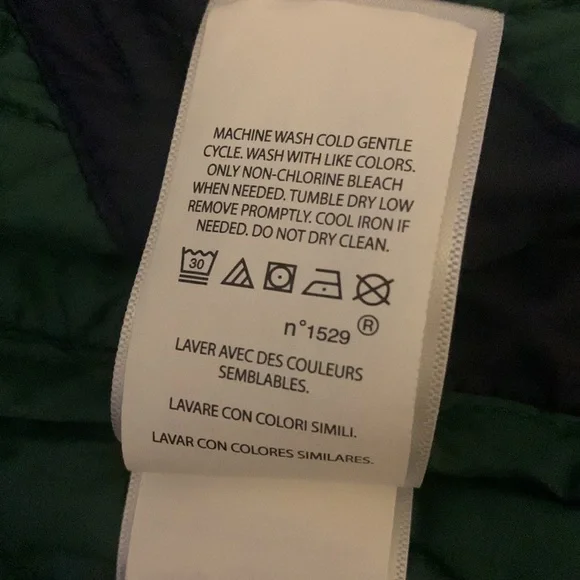 MACHINE WASH COLD GENTLE
CYCLE. WASH WITH LIKE COLORS.
ONLY NON-CHLORINE BLEACH
WHEN NEEDED. TUMBLE DRY LOW
REMOVE PROMPTLY. COOL IRON IF
NEEDED. DO NOT DRY CLEAN.
30
n°1529 ®
LAVER AVEC DES COULEURS
SEMBLABLES.
LAVARE CON COLORI SIMILI.
LAVAR CON COLORES SIMILARES.